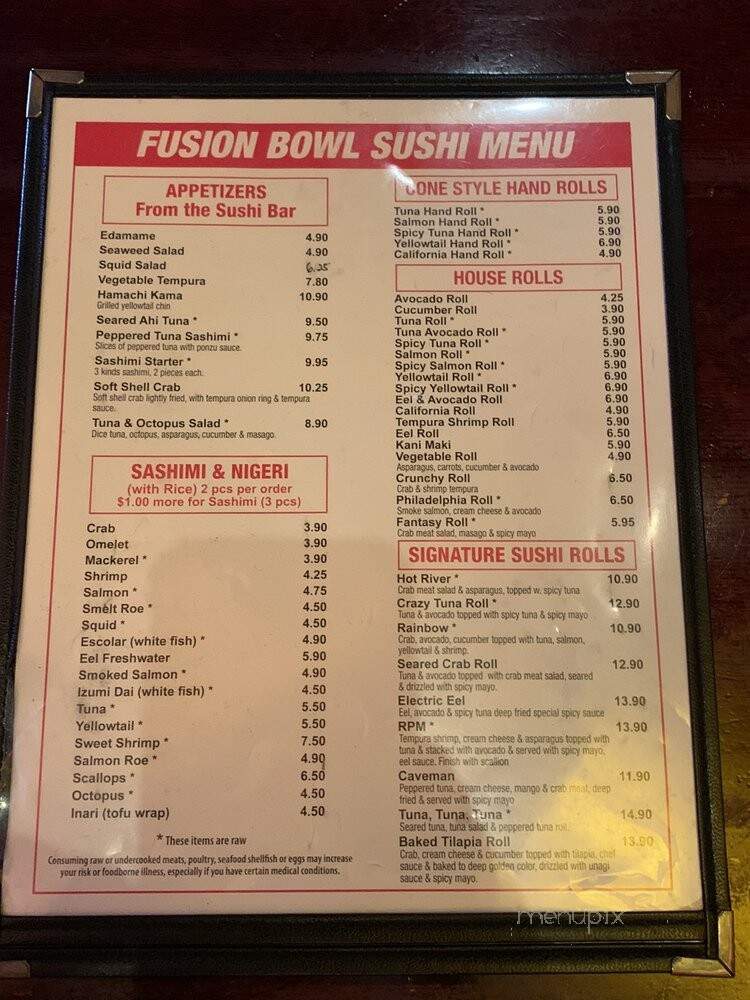 FUSION BOWL SUSHI MENU
APPETIZERS
From the Sushi Bar
Edamame 4.90
Seaweed Salad 4.90
Squid Salad 6.25
Vegetable Tempura 7.80
Hamachi Kama 10.90
Grilled yellowtail chin
Seared Ahi Tuna * 9.50
Peppered Tuna Sashimi * 9.75
Slices of peppered tuna with ponzu sauce.
Sashimi Starter * 9.95
3 kinds sashimi, 2 pieces each.
Soft Shell Crab 10.25
Soft shell crab lightly fried, with tempura onion ring & tempura
sauce.
Tuna & Octopus Salad * 8.90
Dice tuna, octopus, asparagus, cucumber & masago.
SASHIMI & NIGERI
(with Rice) 2 pcs per order
$1.00 more for Sashimi (3 pcs)
Crab 3.90
Omelet 3.90
Mackerel * 3.90
Shrimp 4.25
Salmon * 4.75
Smelt Roe * 4.50
Squid * 4.50
Escolar (white fish) * 4.90
Eel Freshwater 5.90
Smoked Salmon * 4.90
Izumi Dai (white fish) * 4.50
Tuna * 5.50
Yellowtail * 5.50
Sweet Shrimp * 7.50
Salmon Roe * 4.90
Scallops * 6.50
Octopus * 4.50
Inari (tofu wrap) 4.50
* These items are raw
Consuming raw or undercooked meats, poultry, seafood shellfish or eggs may increase
your risk or foodborne illness, especially if you have certain medical conditions.
CONE STYLE HAND ROLLS
Tuna Hand Roll * 5.90
Salmon Hand Roll * 5.90
Spicy Tuna Hand Roll * 5.90
Yellowtail Hand Roll * 6.90
California Hand Roll * 4.90
HOUSE ROLLS
Avocado Roll 4.25
Cucumber Roll 3.90
Tuna Roll * 5.90
Tuna Avocado Roll * 5.90
Spicy Tuna Roll * 5.90
Salmon Roll * 5.90
Spicy Salmon Roll * 5.90
Yellowtail Roll * 6.90
Spicy Yellowtail Roll * 6.90
Eel & Avocado Roll 6.90
California Roll 4.90
Tempura Shrimp Roll 5.90
Eel Roll 6.50
Kani Maki 5.90
Vegetable Roll 4.90
Asparagus, carrots, cucumber & avocado
Crunchy Roll 6.50
Crab & shrimp tempura
Philadelphia Roll * 6.50
Smoke salmon, cream cheese & avocado
Fantasy Roll * 5.95
Crab meat salad, masago & spicy mayo
SIGNATURE SUSHI ROLLS
Hot River * 10.90
Crab meat salad & asparagus, topped w. spicy tuna
Crazy Tuna Roll * 12.90
Tuna & avocado topped with spicy tuna & spicy mayo
Rainbow * 10.90
Crab, avocado, cucumber topped with tuna, salmon,
yellowtail & shrimp.
Seared Crab Roll 12.90
Tuna & avocado topped with crab meat salad, seared
& drizzled with spicy mayo.
Electric Eel 13.90
Eel, avocado & spicy tuna deep fried special spicy sauce
RPM * 13.90
Tempura shrimp, cream cheese & asparagus topped with
tuna & stacked with avocado & served with spicy mayo,
eel sauce. Finish with scallion
Caveman 11.90
Peppered tuna, cream cheese, mango & crab meat, deep
fried & served with spicy mayo
Tuna, Tuna, Tuna * 14.90
Seared tuna, tuna salad & peppered tuna roll.
Baked Tilapia Roll 13.90
Crab, cream cheese & cucumber topped with tilapia, chef
sauce & baked to deep golden color, drizzled with unagi
sauce & spicy mayo.
menupix